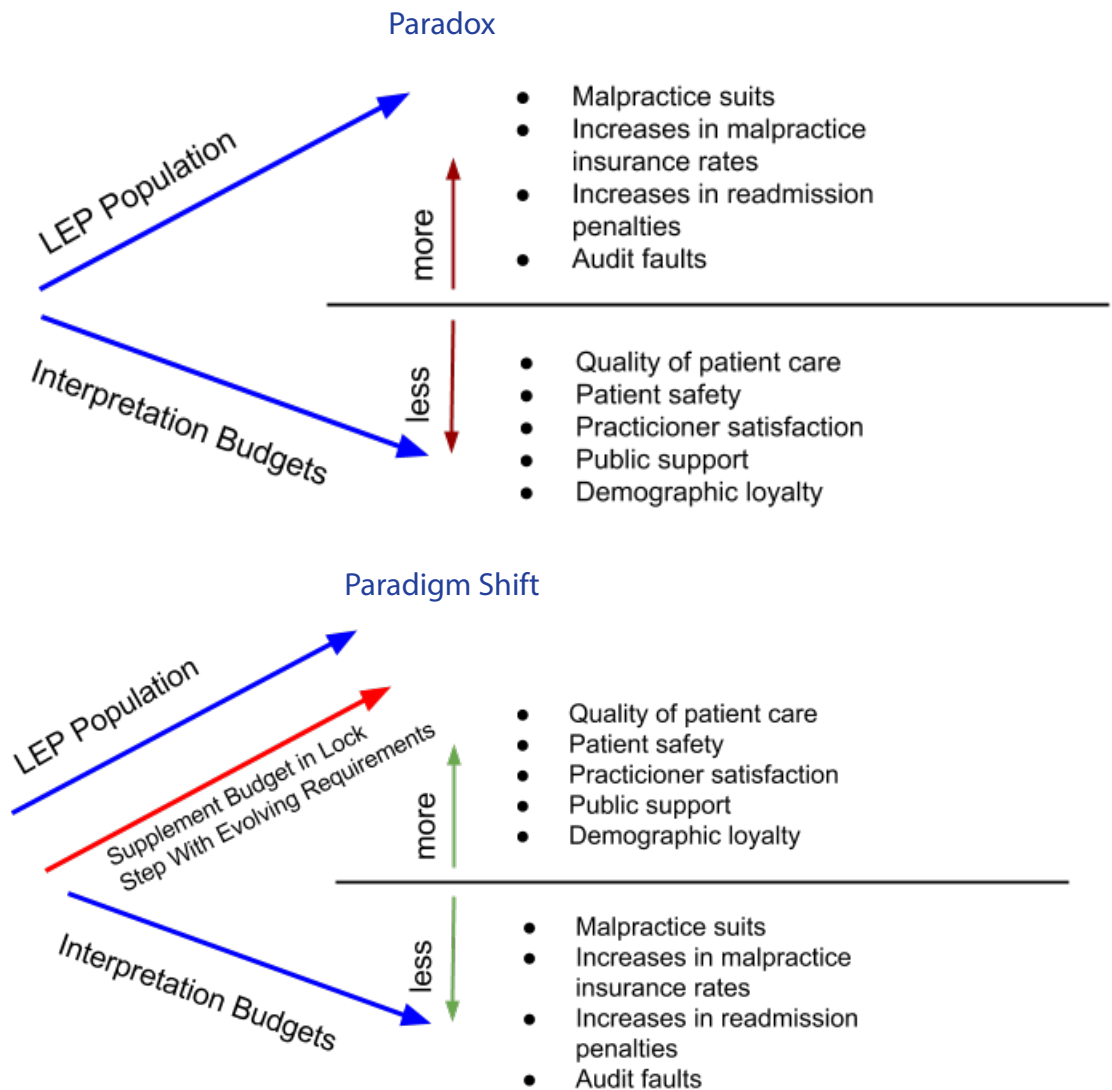 Paradox
LEP Population
Interpretation Budgets
more
● Malpractice suits
● Increases in malpractice
insurance rates
● Increases in readmission
penalties
● Audit faults
less
● Quality of patient care
● Patient safety
● Practicioner satisfaction
● Public support
● Demographic loyalty
Paradigm Shift
LEP Population
Supplement Budget in Lock
Step With Evolving Requirements
Interpretation Budgets
more
● Quality of patient care
● Patient safety
● Practicioner satisfaction
● Public support
● Demographic loyalty
less
● Malpractice suits
● Increases in malpractice
insurance rates
● Increases in readmission
penalties
● Audit faults